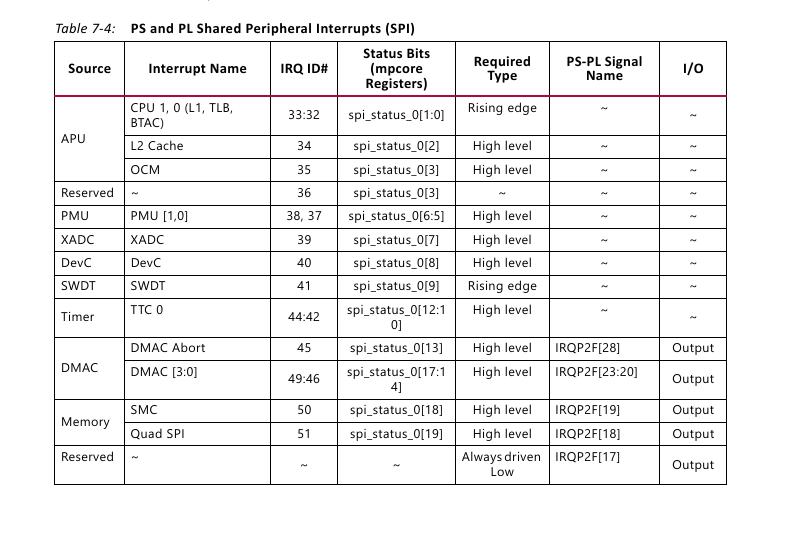 Table 7-4: PS and PL Shared Peripheral Interrupts (SPI)
Source Interrupt Name IRQ ID# Status Bits (mpcore Registers) Required Type PS-PL Signal Name I/O
APU CPU 1, 0 (L1, TLB, BTAC) 33:32 spi_status_0[1:0] Rising edge ~ ~
L2 Cache 34 spi_status_0[2] High level ~ ~
OCM 35 spi_status_0[3] High level ~ ~
Reserved ~ 36 spi_status_0[3] ~ ~ ~
PMU PMU [1,0] 38, 37 spi_status_0[6:5] High level ~ ~
XADC XADC 39 spi_status_0[7] High level ~ ~
DevC DevC 40 spi_status_0[8] High level ~ ~
SWDT SWDT 41 spi_status_0[9] Rising edge ~ ~
Timer TTC 0 44:42 spi_status_0[12:10] High level ~ ~
DMAC DMAC Abort 45 spi_status_0[13] High level IRQP2F[28] Output
DMAC [3:0] 49:46 spi_status_0[17:14] High level IRQP2F[23:20] Output
Memory SMC 50 spi_status_0[18] High level IRQP2F[19] Output
Quad SPI 51 spi_status_0[19] High level IRQP2F[18] Output
Reserved ~ ~ ~ Always driven Low IRQP2F[17] Output